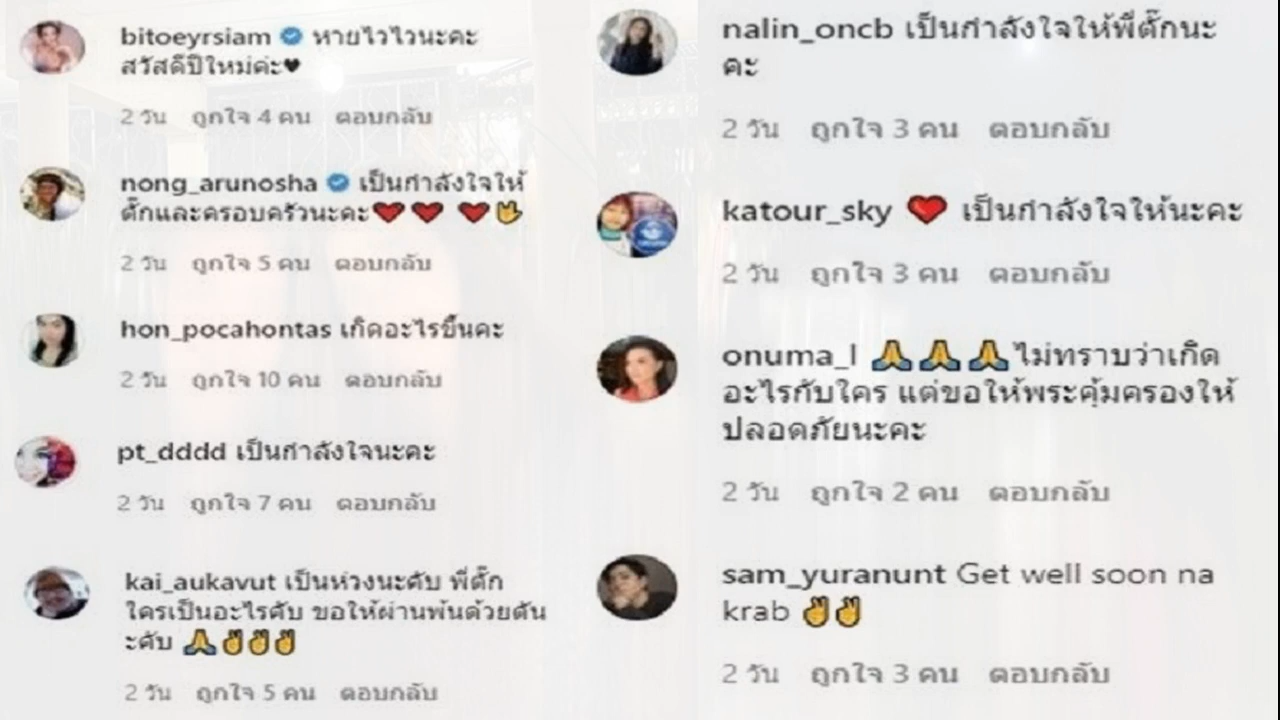 bitoeyrsiam หายไวไวนะคะ
สวัสดีปีใหม่ค่ะ♥
2 วัน ถูกใจ 4 คน ตอบกลับ
nong_arunosha เป็นกำลังใจให้
ตั๊กและครอบครัวนะคะ❤️❤️ ❤️🤟
2 วัน ถูกใจ 5 คน ตอบกลับ
hon_pocahontas เกิดอะไรขึ้นคะ
2 วัน ถูกใจ 10 คน ตอบกลับ
pt_dddd เป็นกำลังใจนะคะ
2 วัน ถูกใจ 7 คน ตอบกลับ
kai_aukavut เป็นห่วงนะคับ พี่ตั๊ก
ใครเป็นอะไรคับ ขอให้ผ่านพ้นด้วยดีน
ะคับ 🙏✌️✌️✌️
2 วัน ถูกใจ 5 คน ตอบกลับ
nalin_oncb เป็นกำลังใจให้พี่ตั๊กนะ
คะ
2 วัน ถูกใจ 3 คน ตอบกลับ
katour_sky ❤️ เป็นกำลังใจให้นะคะ
2 วัน ถูกใจ 3 คน ตอบกลับ
onuma_l 🙏🙏🙏ไม่ทราบว่าเกิด
อะไรกับใคร แต่ขอให้พระคุ้มครองให้
ปลอดภัยนะคะ
2 วัน ถูกใจ 2 คน ตอบกลับ
sam_yuranunt Get well soon na
krab ✌️✌️
2 วัน ถูกใจ 3 คน ตอบกลับ